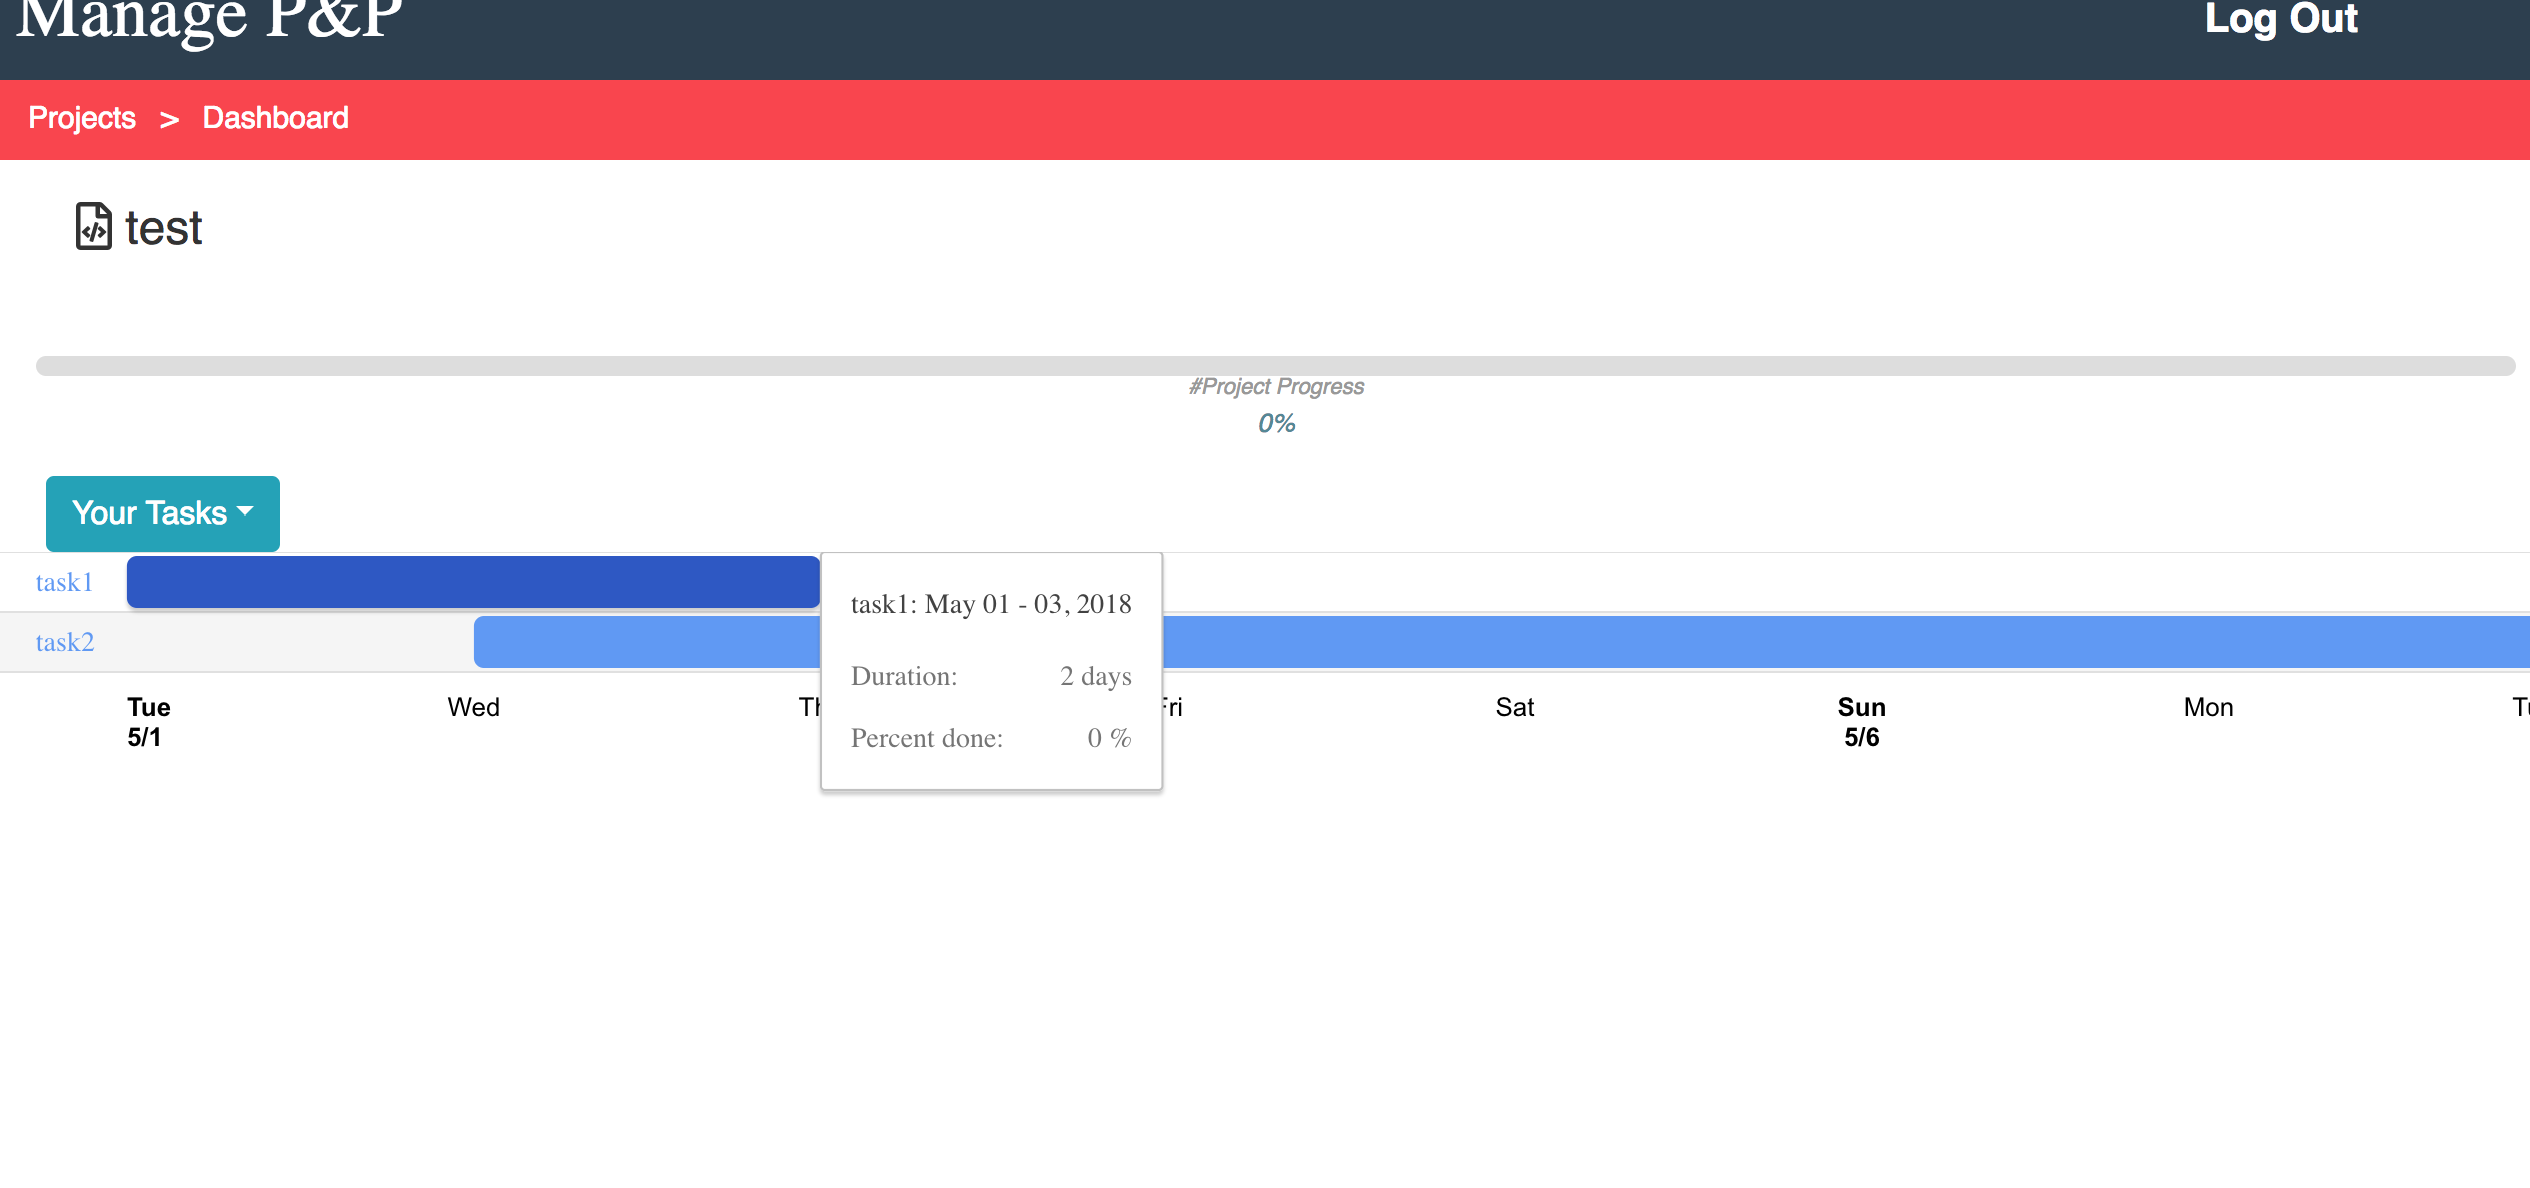 Manage P&P
Log Out
Projects > Dashboard
test
#Project Progress
0%
Your Tasks
task1
task1: May 01 - 03, 2018
task2
Duration: 2 days
Percent done: 0 %
Tue Wed Fri Sat Sun Mon
5/1 5/6